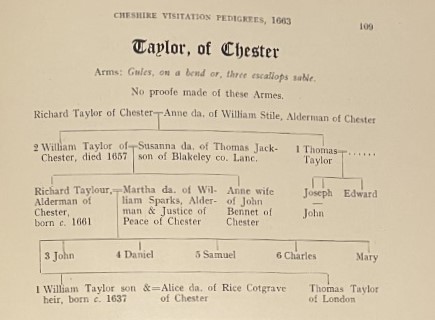 CHESHIRE VISITATION PEDIGREES, 1663
109
Taylor, of Chester
Arms: Gules, on a bend or, three escallops sable.
No proofe made of these Armes.
Richard Taylor of Chester Anne da. of William Stile, Alderman of Chester
2 William Taylor of Chester, died 1657
Susanna da. of Thomas Jack-
son of Blakeley co. Lanc.
1 Thomas ......
Taylor
Richard Taylour,
Alderman of
Chester,
born c. 1661
Martha da. of Wil-
liam Sparks, Alder-
man & Justice of
Peace of Chester
Anne wife
of John
Bennet of
Chester
Joseph
John
Edward
3 John 4 Daniel 5 Samuel 6 Charles Mary
1 William Taylor son &
heir, born c. 1637
Alice da. of Rice Cotgrave
of Chester
Thomas Taylor
of London